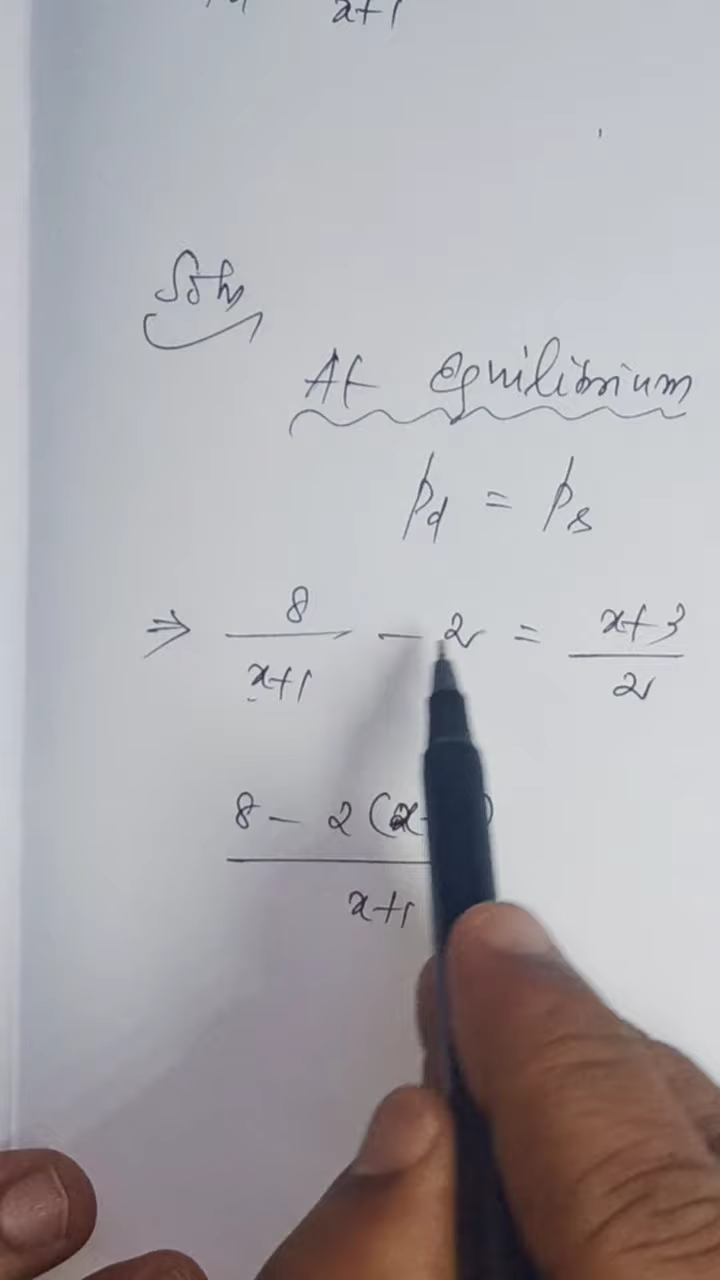 x+1
Soln
At equilibrium
Pd = Ps
⇒ 8/(x+1) - 2 = (x+3)/2
8 - 2 (x
x+1